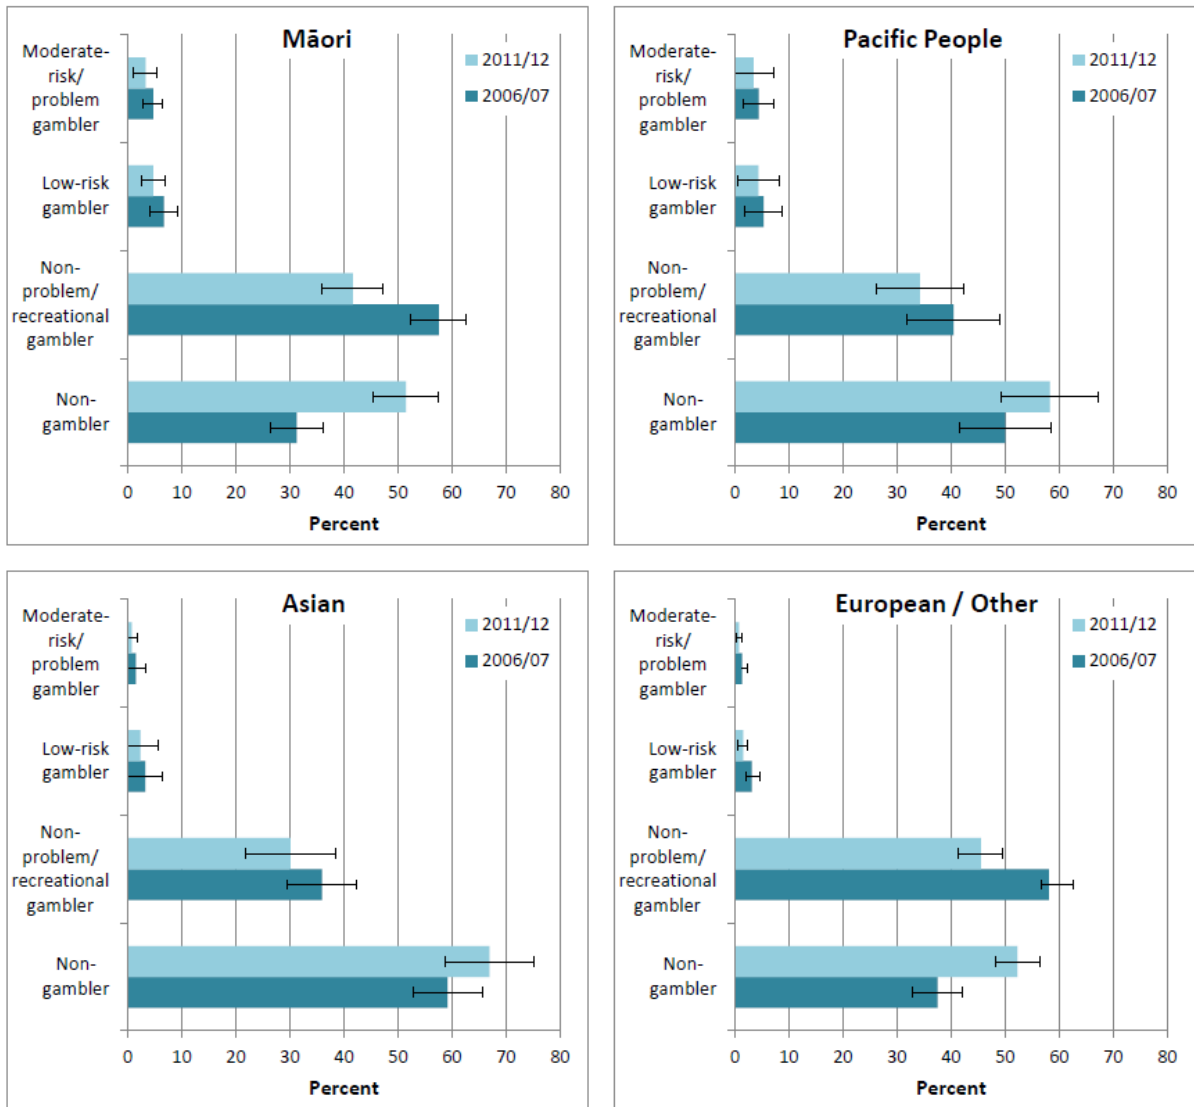 Māori
Moderate-
risk/
problem
gambler
Low-risk
gambler
Non-
problem/
recreational
gambler
Non-
gambler
2011/12
2006/07
0 10 20 30 40 50 60 70 80
Percent
Pacific People
Moderate-
risk/
problem
gambler
Low-risk
gambler
Non-
problem/
recreational
gambler
Non-
gambler
2011/12
2006/07
0 10 20 30 40 50 60 70 80
Percent
Asian
Moderate-
risk/
problem
gambler
Low-risk
gambler
Non-
problem/
recreational
gambler
Non-
gambler
2011/12
2006/07
0 10 20 30 40 50 60 70 80
Percent
European / Other
Moderate-
risk/
problem
gambler
Low-risk
gambler
Non-
problem/
recreational
gambler
Non-
gambler
2011/12
2006/07
0 10 20 30 40 50 60 70 80
Percent